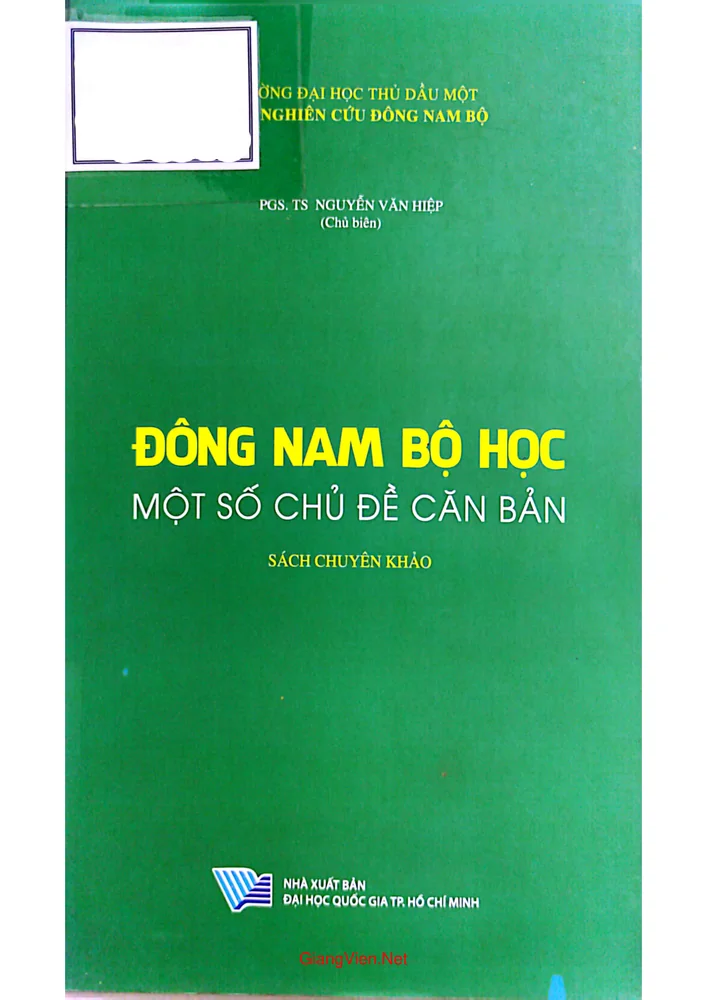 ỜNG ĐẠI HỌC THỦ DẦU MỘT
NGHIÊN CỨU ĐÔNG NAM BỘ
PGS. TS NGUYỄN VĂN HIỆP
(Chủ biên)
ĐÔNG NAM BỘ HỌC
MỘT SỐ CHỦ ĐỀ CĂN BẢN
SÁCH CHUYÊN KHẢO
NHÀ XUẤT BẢN
ĐẠI HỌC QUỐC GIA TP. HỒ CHÍ MINH
GiangVien.Net